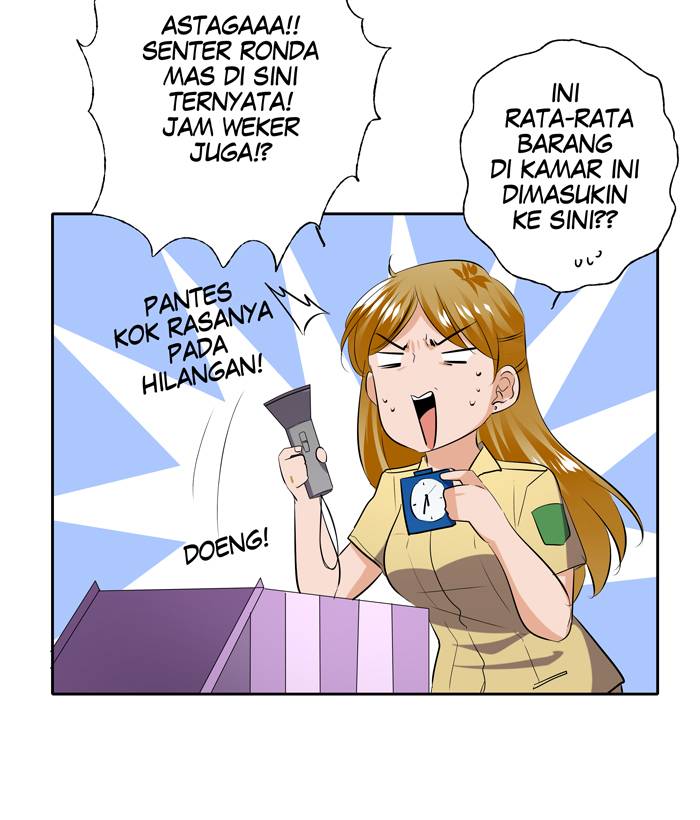 ASTAGAAA!!
SENTER RONDA
MAS DI SINI
TERNYATA!
JAM WEKER
JUGA!?
INI
RATA-RATA
BARANG
DI KAMAR INI
DIMASUKIN
KE SINI??
PANTES
KOK RASANYA
PADA
HILANGAN!
DOENG!